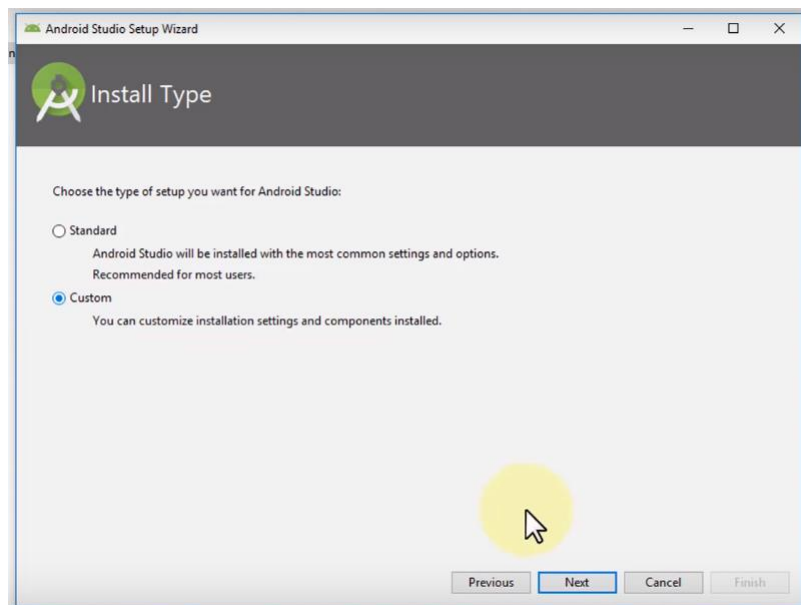 Android Studio Setup Wizard
n
Install Type
Choose the type of setup you want for Android Studio:
Standard
Android Studio will be installed with the most common settings and options.
Recommended for most users.
Custom
You can customize installation settings and components installed.
Previous
Next
Cancel
Finish